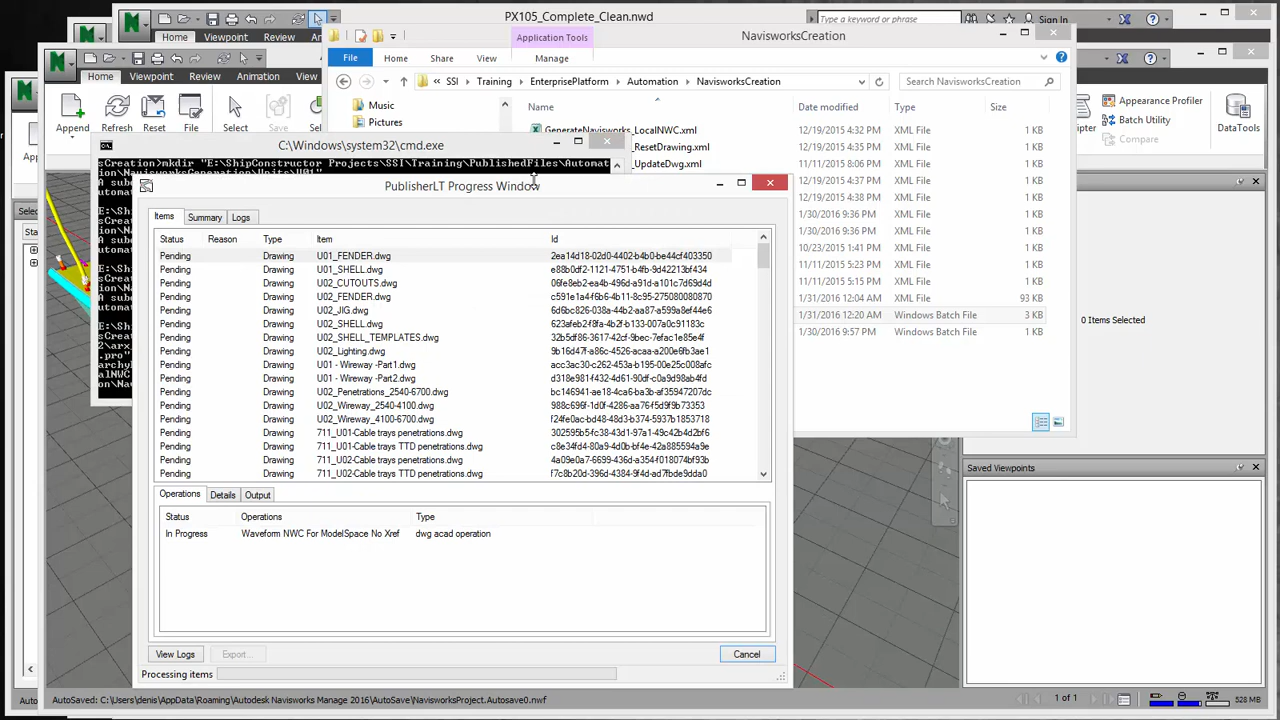 PX105_Complete_Clean.nwd
Type a keyword or phrase
Sign In
Home
Viewpoint
Review
Application Tools
NavisworksCreation
File
Home
Share
View
Manage
Home
Viewpoint
Review
Animation
View
SSI
Training
EnterprisePlatform
Automation
NavisworksCreation
Search NavisworksCreation
Append
Refresh
Reset
File
Select
Save
Music
Pictures
Name
Date modified
Type
Size
Appearance Profiler
Batch Utility
DataTools
GenerateNavisworks_LocalNWC.xml
12/19/2015 4:32 PM XML File 1 KB
_ResetDrawing.xml
12/19/2015 4:35 PM XML File 1 KB
_UpdateDwg.xml
11/11/2015 8:08 PM XML File 1 KB
12/19/2015 4:37 PM XML File 1 KB
12/19/2015 4:38 PM XML File 1 KB
1/30/2016 9:36 PM XML File 1 KB
1/30/2016 9:36 PM XML File 1 KB
8/23/2015 1:41 PM XML File 1 KB
11/11/2015 5:23 PM XML File 1 KB
11/11/2015 5:15 PM XML File 1 KB
1/31/2016 12:04 AM XML File 93 KB
1/31/2016 12:20 AM Windows Batch File 3 KB
1/30/2016 9:57 PM Windows Batch File 1 KB
0 Items Selected
C:\Windows\system32\cmd.exe
sCreation>mkdir "E:\ShipConstructor Projects\SSI\Training\PublishedFiles\Automat
ion\NavisworksGeneration\Units\U01"
PublisherLT Progress Window
Items
Summary
Logs
Status Reason Type Item Id
Pending Drawing U01_FENDER.dwg 2ea14d18-02d0-4402-b4b0-be44cf403350
Pending Drawing U01_SHELL.dwg e88b0df2-1121-4751-b4fb-9d42213bf434
Pending Drawing U02_CUTOUTS.dwg 06fe8eb2-ea4b-496d-a91d-a101c7d69d04
Pending Drawing U02_FENDER.dwg c591e1a4-f6b6-4b11-8c95-275080080870
Pending Drawing U02_JIG.dwg 6d6bc826-038a-44b2-aa87-a599a8ef44e6
Pending Drawing U02_SHELL.dwg 623afeb2-f8fa-4b2f-b133-007a0c91183c
Pending Drawing U02_SHELL_TEMPLATES.dwg 32b5df86-3617-42cf-9bec-7efac1e85e4f
Pending Drawing U02_Lighting.dwg 9b16d47f-a86c-4526-acaa-a200e6fb3ae1
Pending Drawing U01 - Wireway -Part1.dwg acc3ac30-c262-453a-b195-00e25c008afc
Pending Drawing U01 - Wireway -Part2.dwg d318e981-f432-4d61-90df-c0a9d98ab4fd
Pending Drawing U02_Penetrations_2540-6700.dwg bc146941-ae18-4ca6-ba3b-af35947207dc
Pending Drawing U02_Wireway_2540-4100.dwg 988c696f-1d0f-4286-aa76-f5d9f9b73353
Pending Drawing U02_Wireway_4100-6700.dwg f24fe0ac-bd48-48d3-b374-5937b1853718
Pending Drawing 711_U01-Cable trays penetrations.dwg 302595b5-fc38-43d1-97a1-49c42b4d2bf6
Pending Drawing 711_U01-Cable trays TTD penetrations.dwg c8e34fd4-80a9-4d0b-bf4e-42a885594a9e
Pending Drawing 711_U02-Cable trays penetrations.dwg 4a09e0a7-6694-436d-a354-4018074bf93b
Pending Drawing 711_U02-Cable trays TTD penetrations.dwg f7c8b20d-396d-4384-9f4d-ad7fbde9dda0
Operations
Details
Output
Status Operations Type
In Progress Waveform NWC For ModelSpace No Xref dwg acad operation
View Logs
Export...
Cancel
Processing items
Saved Viewpoints
AutoSaved: C:\Users\denis\AppData\Roaming\Autodesk Navisworks Manage 2016\AutoSave\NavisworksProject.Autosave0.nwf
1 of 1
528 MB